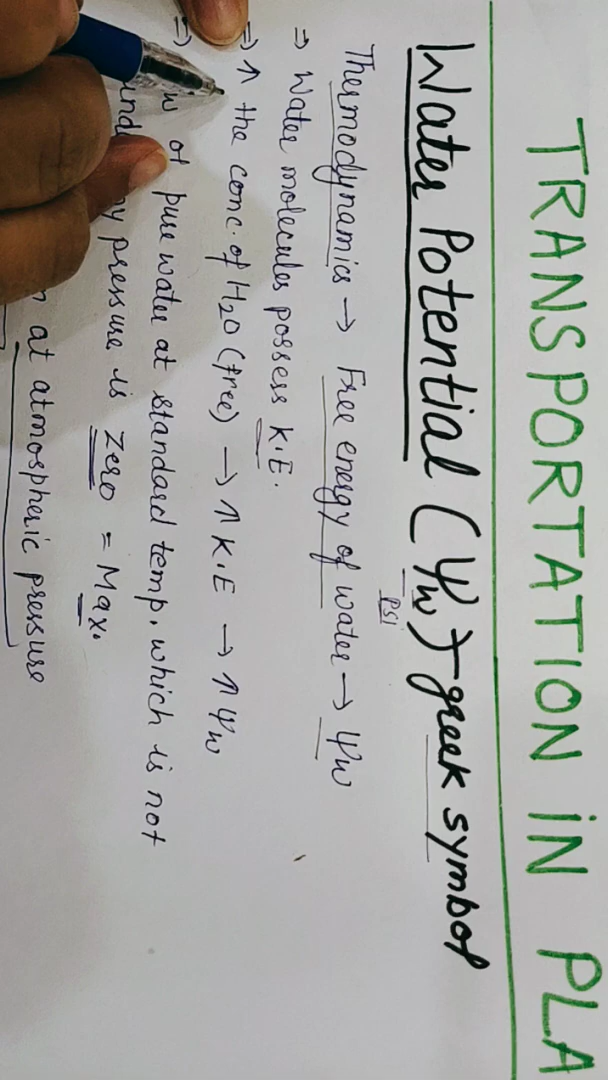 TRANSPORTATION IN PLA
Water Potential (Ψw) → greek symbol
psi
Thermodynamics → Free energy of water → Ψw
⇒ Water molecules possess K.E.
⇒ ↑ the conc. of H2O (free) → ↑ K.E → ↑ Ψw
⇒ of pure water at standard temp, which is not
pressure is zero = Max.
at atmospheric pressure